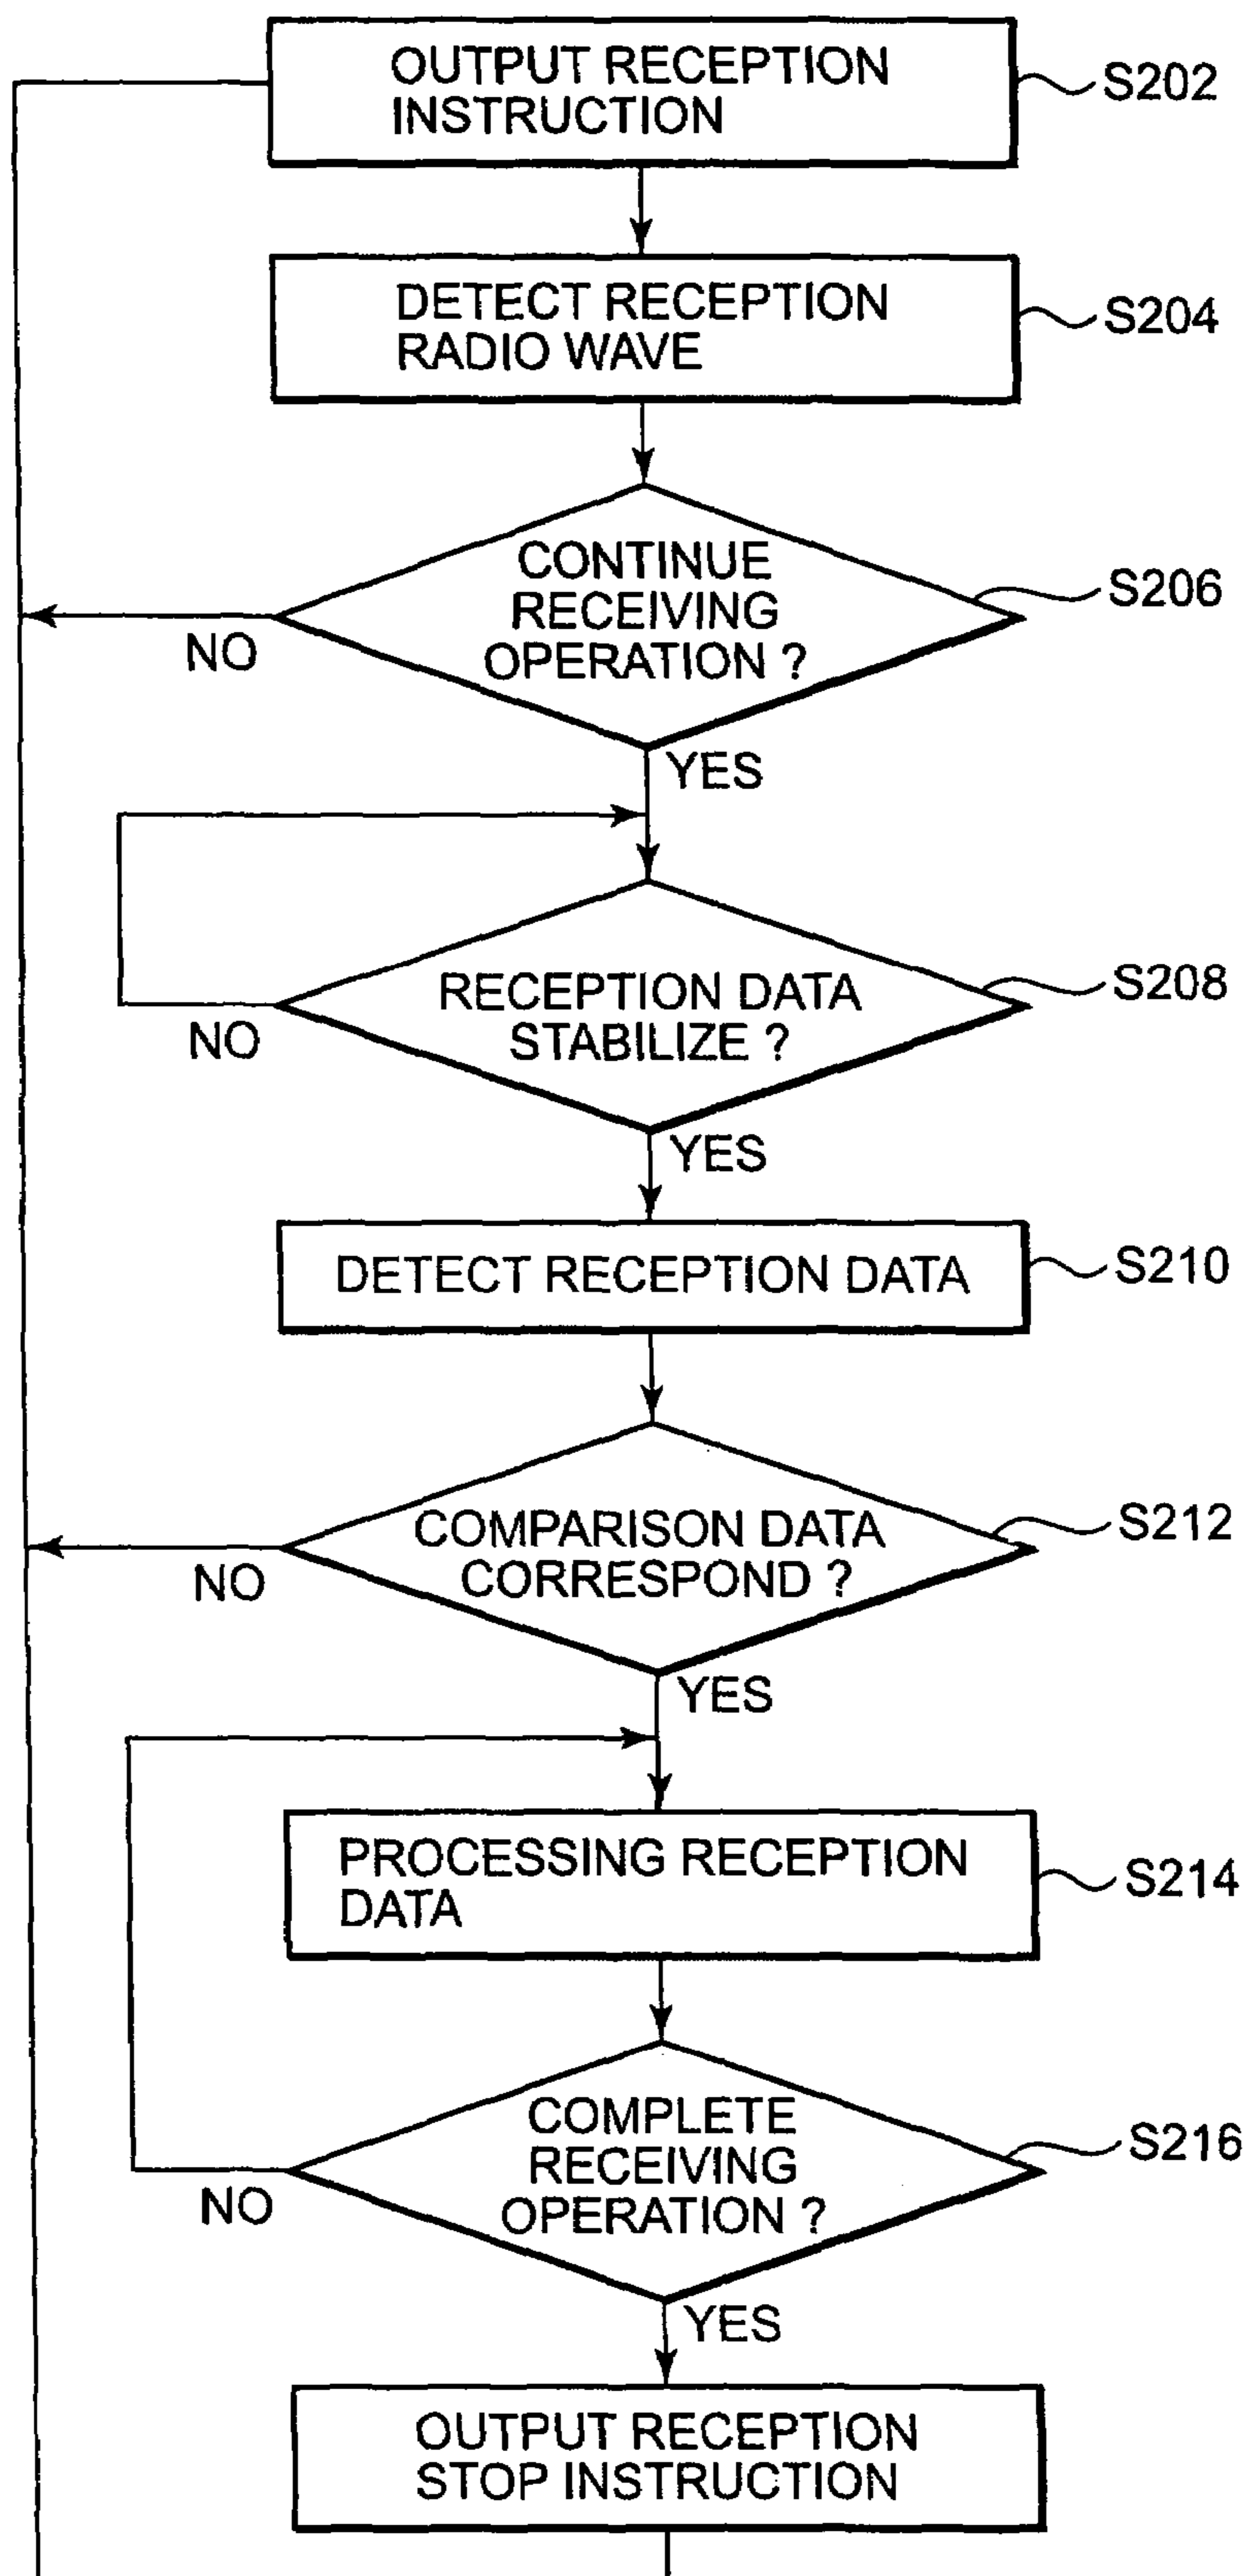 OUTPUT RECEPTION
INSTRUCTION
S202
DETECT RECEPTION
RADIO WAVE
S204
CONTINUE
RECEIVING
OPERATION ?
S206
NO
YES
RECEPTION DATA
STABILIZE ?
S208
NO
YES
DETECT RECEPTION DATA
S210
COMPARISON DATA
CORRESPOND ?
S212
NO
YES
PROCESSING RECEPTION
DATA
S214
COMPLETE
RECEIVING
OPERATION ?
S216
NO
YES
OUTPUT RECEPTION
STOP INSTRUCTION